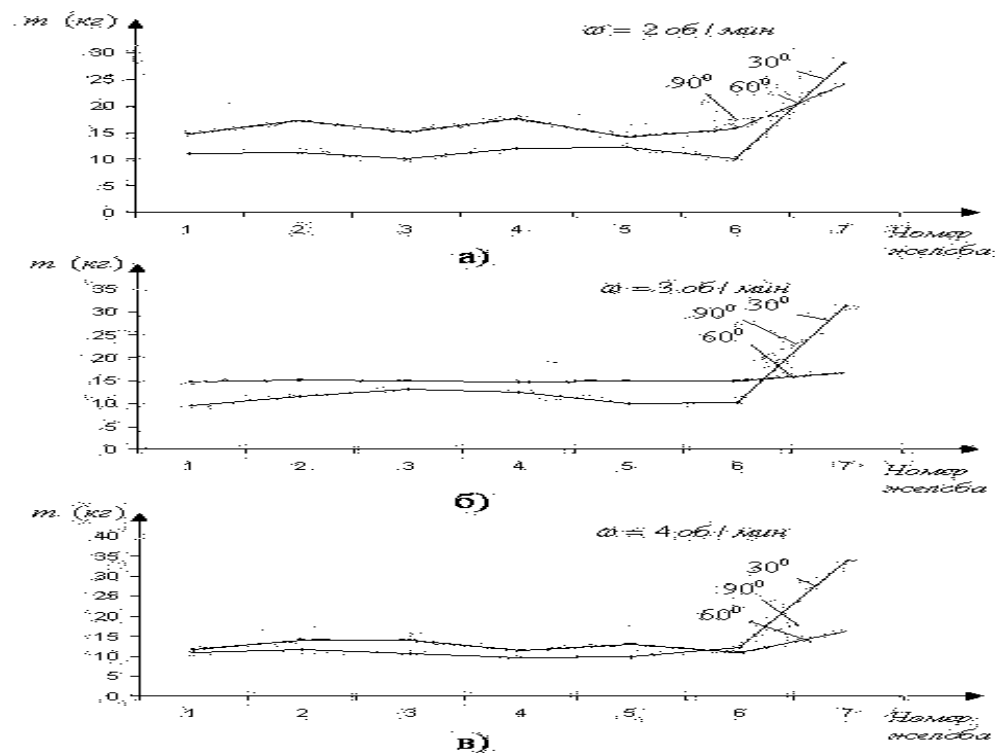 m (кг)
ω = 2 об / мин
30
30⁰
25
90⁰ 60⁰
20
15
10
5
0
1 2 3 4 5 6 7 Номер
желоба
а)
m (кг)
ω = 3 об / мин
35
30
90⁰ 30⁰
25
60⁰
20
15
10
5
0
1 2 3 4 5 6 7 Номер
желоба
б)
m (кг)
ω = 4 об / мин
40
35
30⁰
30
90⁰
25
60⁰
20
15
10
5
0
1 2 3 4 5 6 7 Номер
желоба
в)